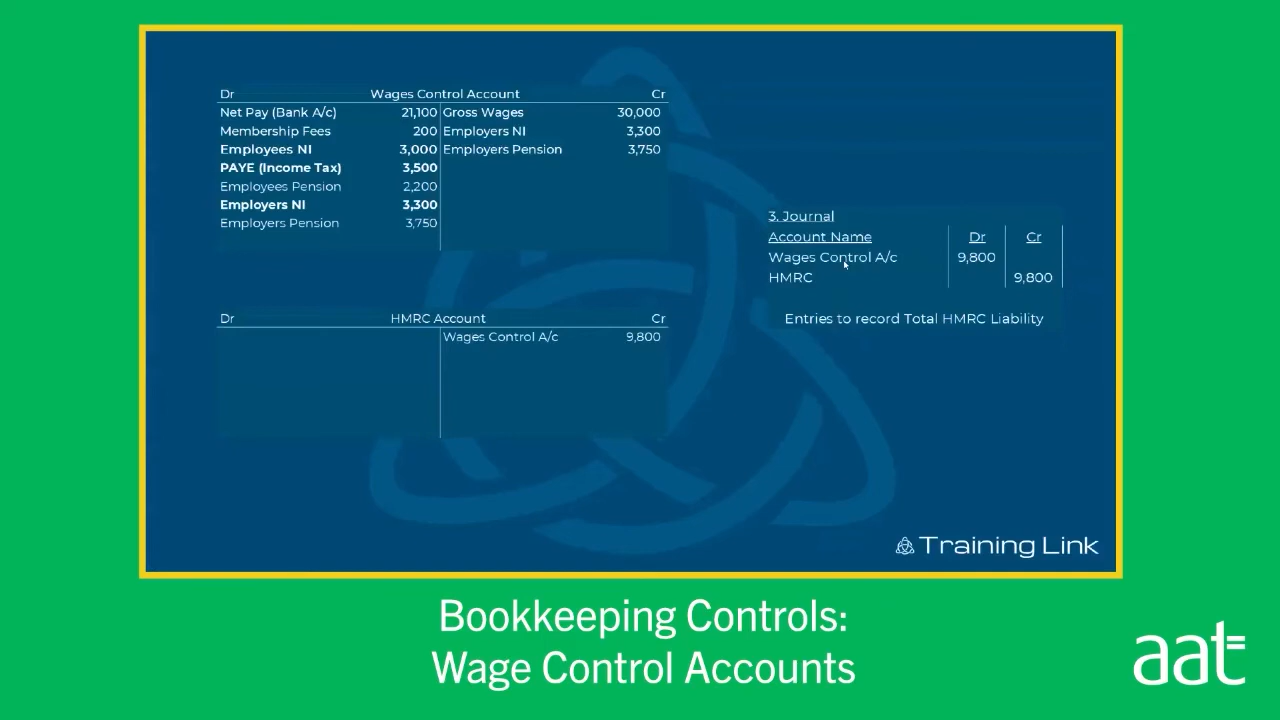 Dr Wages Control Account Cr
Net Pay (Bank A/c) 21,100 Gross Wages 30,000
Membership Fees 200 Employers NI 3,300
Employees NI 3,000 Employers Pension 3,750
PAYE (Income Tax) 3,500
Employees Pension 2,200
Employers NI 3,300
Employers Pension 3,750
3. Journal
Account Name Dr Cr
Wages Control A/c 9,800
HMRC 9,800
Entries to record Total HMRC Liability
Dr HMRC Account Cr
Wages Control A/c 9,800
Training Link
Bookkeeping Controls:
Wage Control Accounts
aat